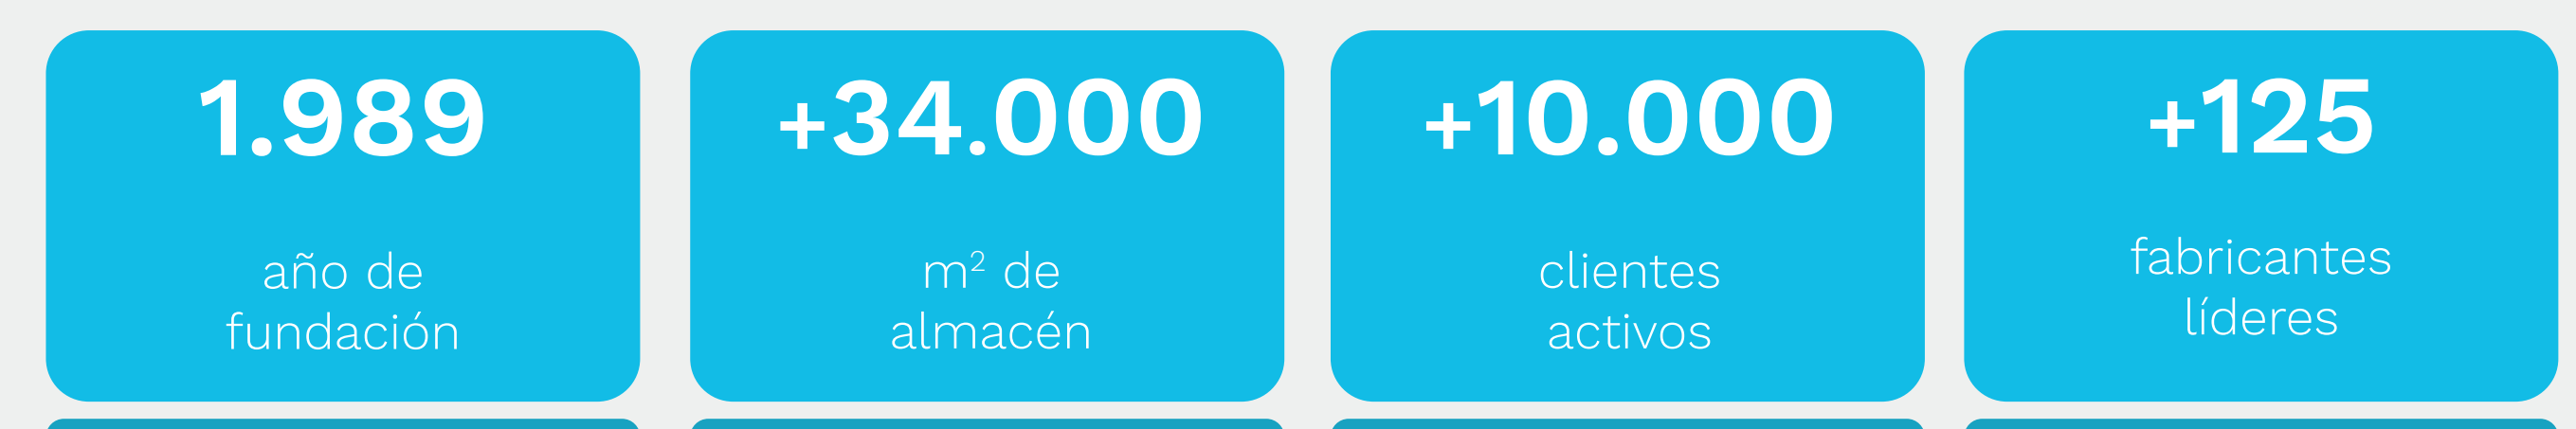 1.989
año de
fundación
+34.000
m² de
almacén
+10.000
clientes
activos
+125
fabricantes
líderes